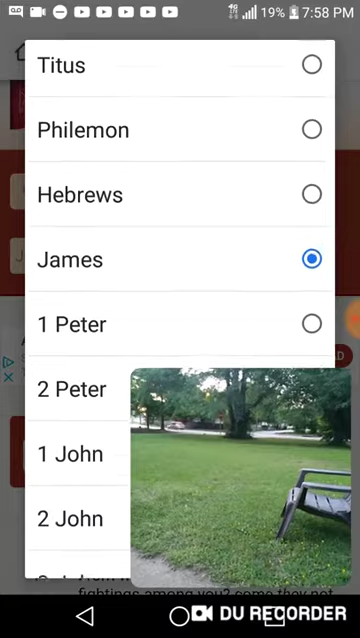 19% 7:58 PM
Titus
Philemon
Hebrews
James
1 Peter
2 Peter
1 John
2 John
fightings among you? come they not
DU RECORDER